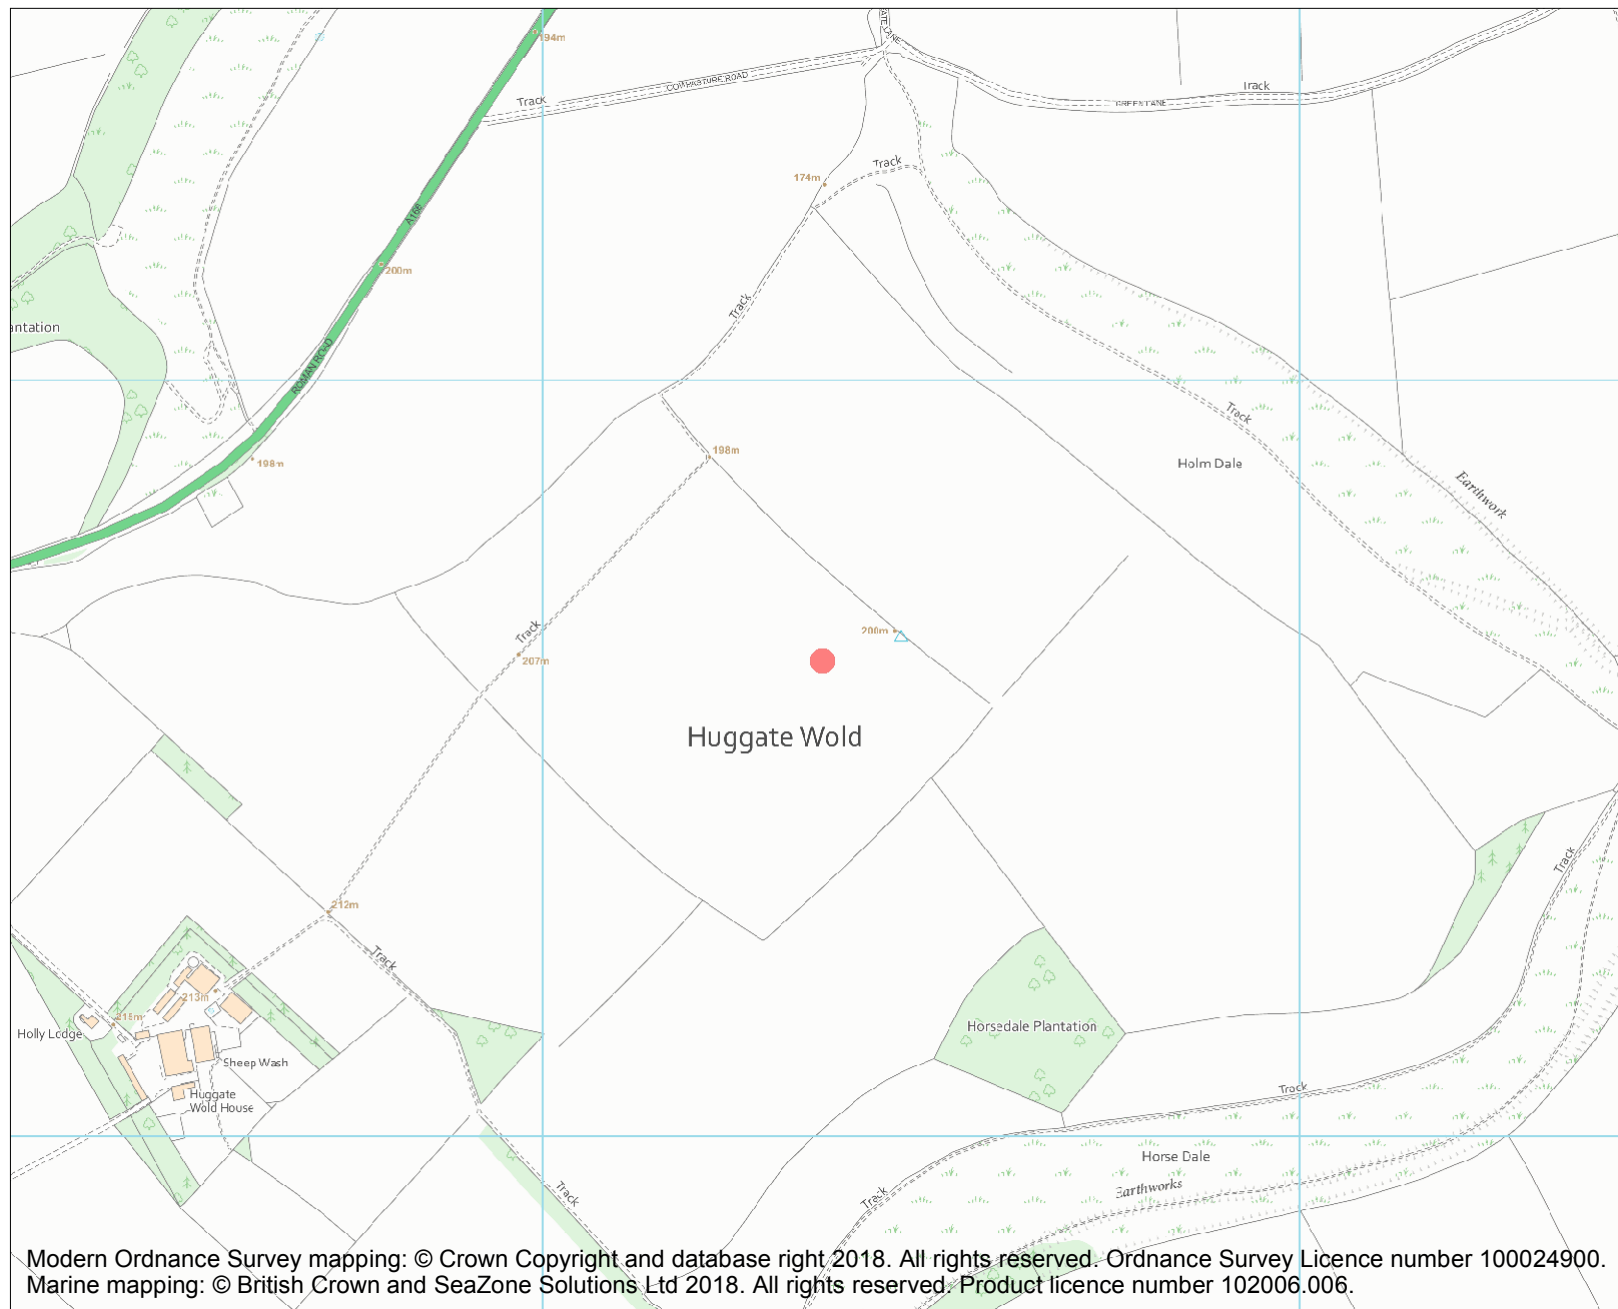 194m
Track
COWPASTURE ROAD
Track
GREEN LANE
Track
174m
A166
200m
Track
antation
ROMAN ROAD
Track
198m
198m
Holm Dale
Earthwork
200m
Track
207m
Huggate Wold
Track
212m
Track
213m
215m
Holly Lodge
Sheep Wash
Huggate
Wold House
Horsedale Plantation
Track
Horse Dale
Earthworks
Track
Track
Modern Ordnance Survey mapping: © Crown Copyright and database right 2018. All rights reserved. Ordnance Survey Licence number 100024900.
Marine mapping: © British Crown and SeaZone Solutions Ltd 2018. All rights reserved. Product licence number 102006.006.